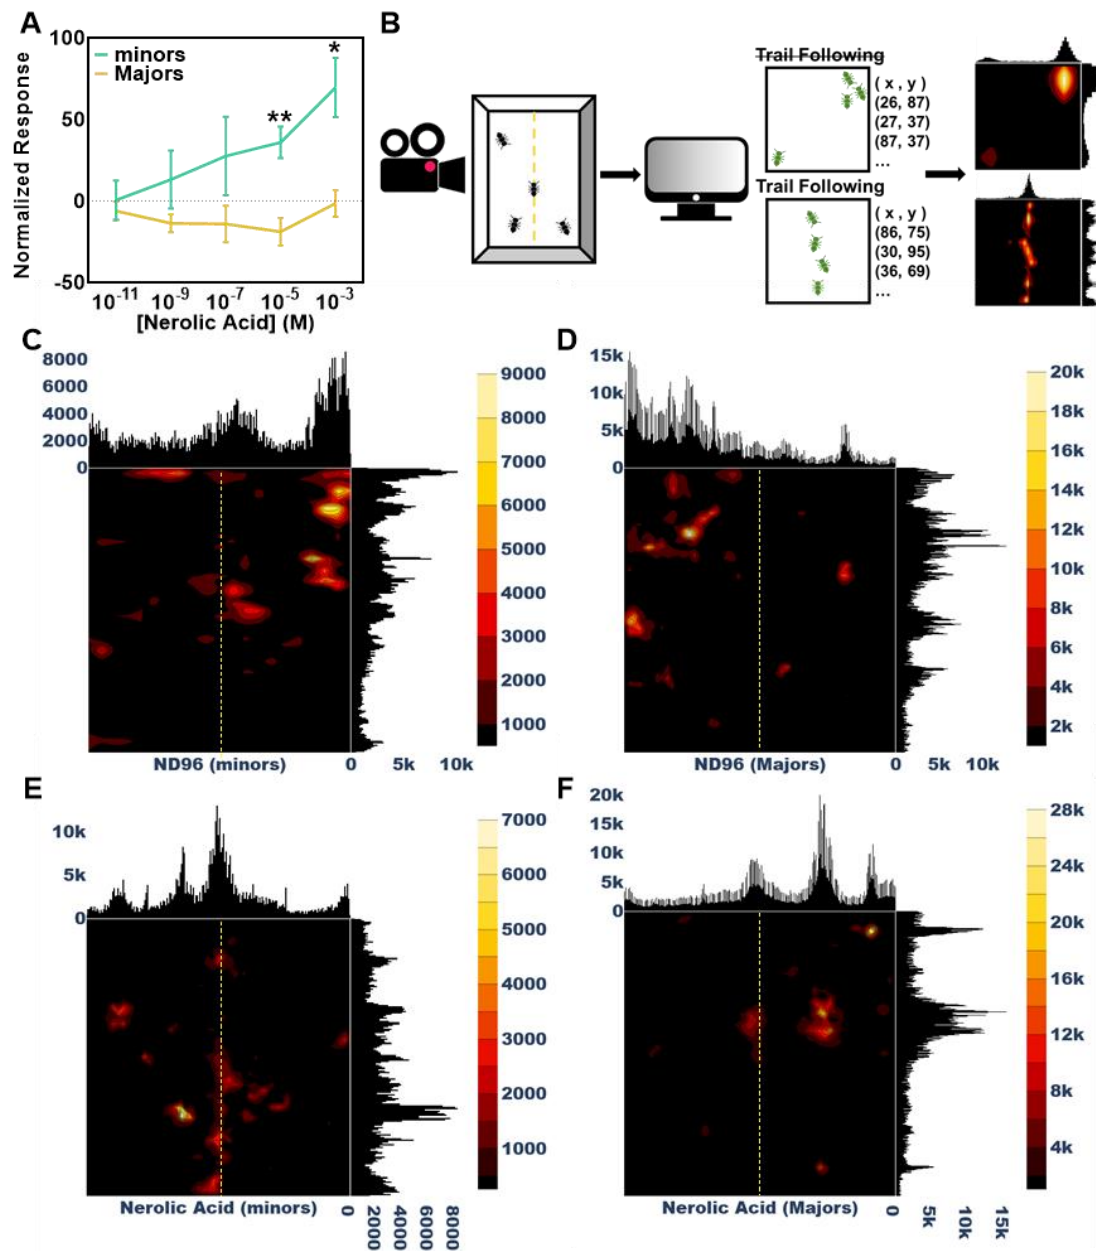 A
B
100
50
0
-50
Normalized Response
minors
Majors
**
*
10-11 10-9 10-7 10-5 10-3
[Nerolic Acid] (M)
Trail Following
( x , y )
(26, 87)
(27, 37)
(87, 37)
...
Trail Following
( x , y )
(86, 75)
(30, 95)
(36, 69)
...
C
8000
6000
4000
2000
0
9000
8000
7000
6000
5000
4000
3000
2000
1000
ND96 (minors)
0 5k 10k
D
15k
10k
5k
0
20k
18k
16k
14k
12k
10k
8k
6k
4k
2k
ND96 (Majors)
0 5k 10k
E
10k
5k
0
7000
6000
5000
4000
3000
2000
1000
Nerolic Acid (minors)
0 2000 4000 6000 8000
F
20k
15k
10k
5k
0
28k
24k
20k
16k
12k
8k
4k
Nerolic Acid (Majors)
0 5k 10k 15k